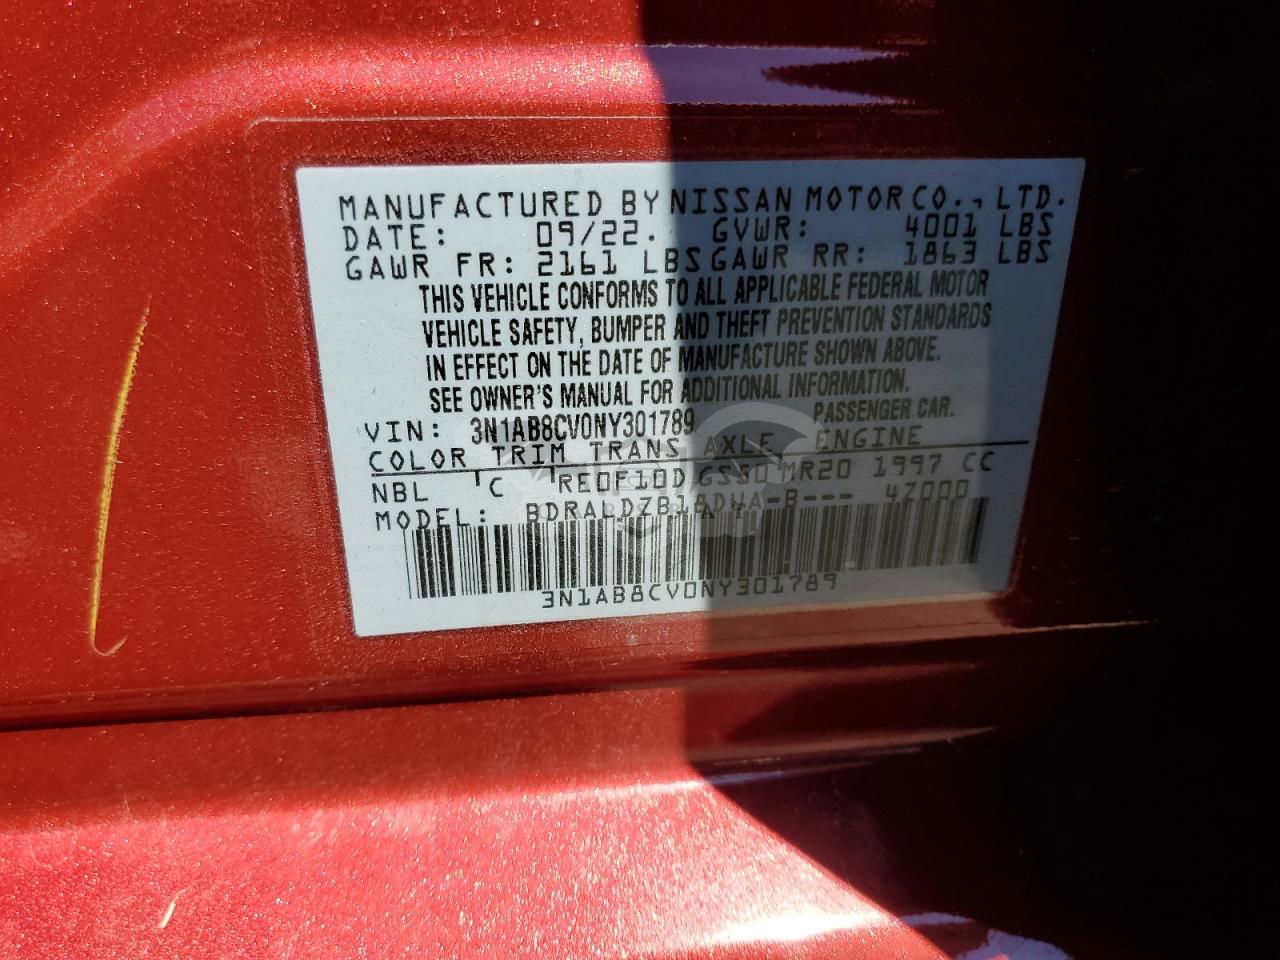 MANUFACTURED BY NISSAN MOTOR CO., LTD.
DATE: 09/22. GVWR: 4001 LBS
GAWR FR: 2161 LBS GAWR RR: 1863 LBS
THIS VEHICLE CONFORMS TO ALL APPLICABLE FEDERAL MOTOR
VEHICLE SAFETY, BUMPER AND THEFT PREVENTION STANDARDS
IN EFFECT ON THE DATE OF MANUFACTURE SHOWN ABOVE.
SEE OWNER'S MANUAL FOR ADDITIONAL INFORMATION.
VIN: 3N1AB8CV0NY301789 PASSENGER CAR.
COLOR TRIM TRANS AXLE ENGINE
NBL C RE0F10D GS50 MR20 1997 CC
MODEL: BDRALDZB18DHA-B--- 47000
3N1AB8CV0NY301789